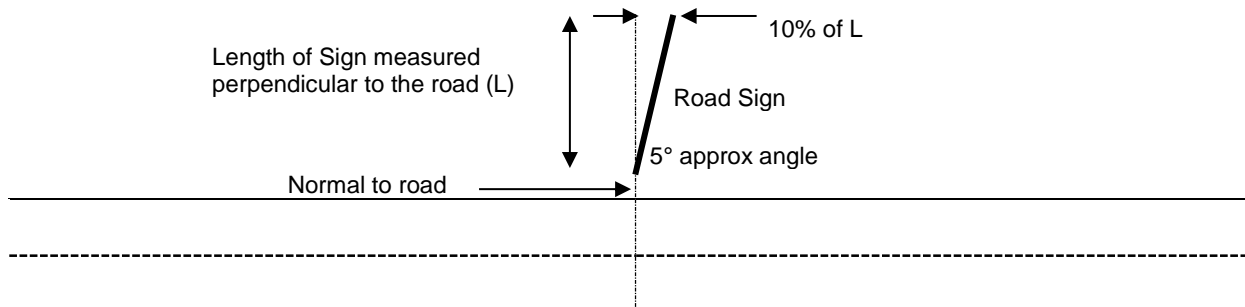 10% of L
Length of Sign measured
perpendicular to the road (L)
Road Sign
5° approx angle
Normal to road